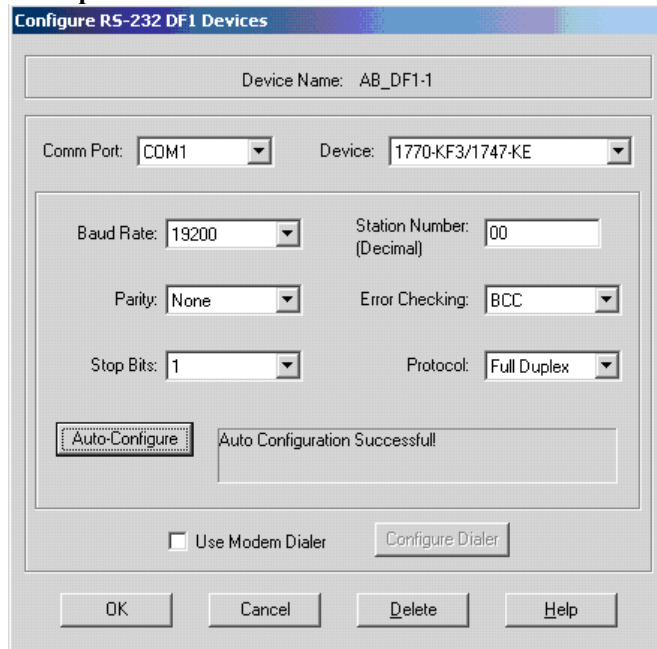 Configure RS-232 DF1 Devices
Device Name: AB_DF1-1
Comm Port: COM1 Device: 1770-KF3/1747-KE
Baud Rate: 19200 Station Number: 00
(Decimal)
Parity: None Error Checking: BCC
Stop Bits: 1 Protocol: Full Duplex
Auto-Configure Auto Configuration Successful!
Use Modem Dialer Configure Dialer
OK Cancel Delete Help